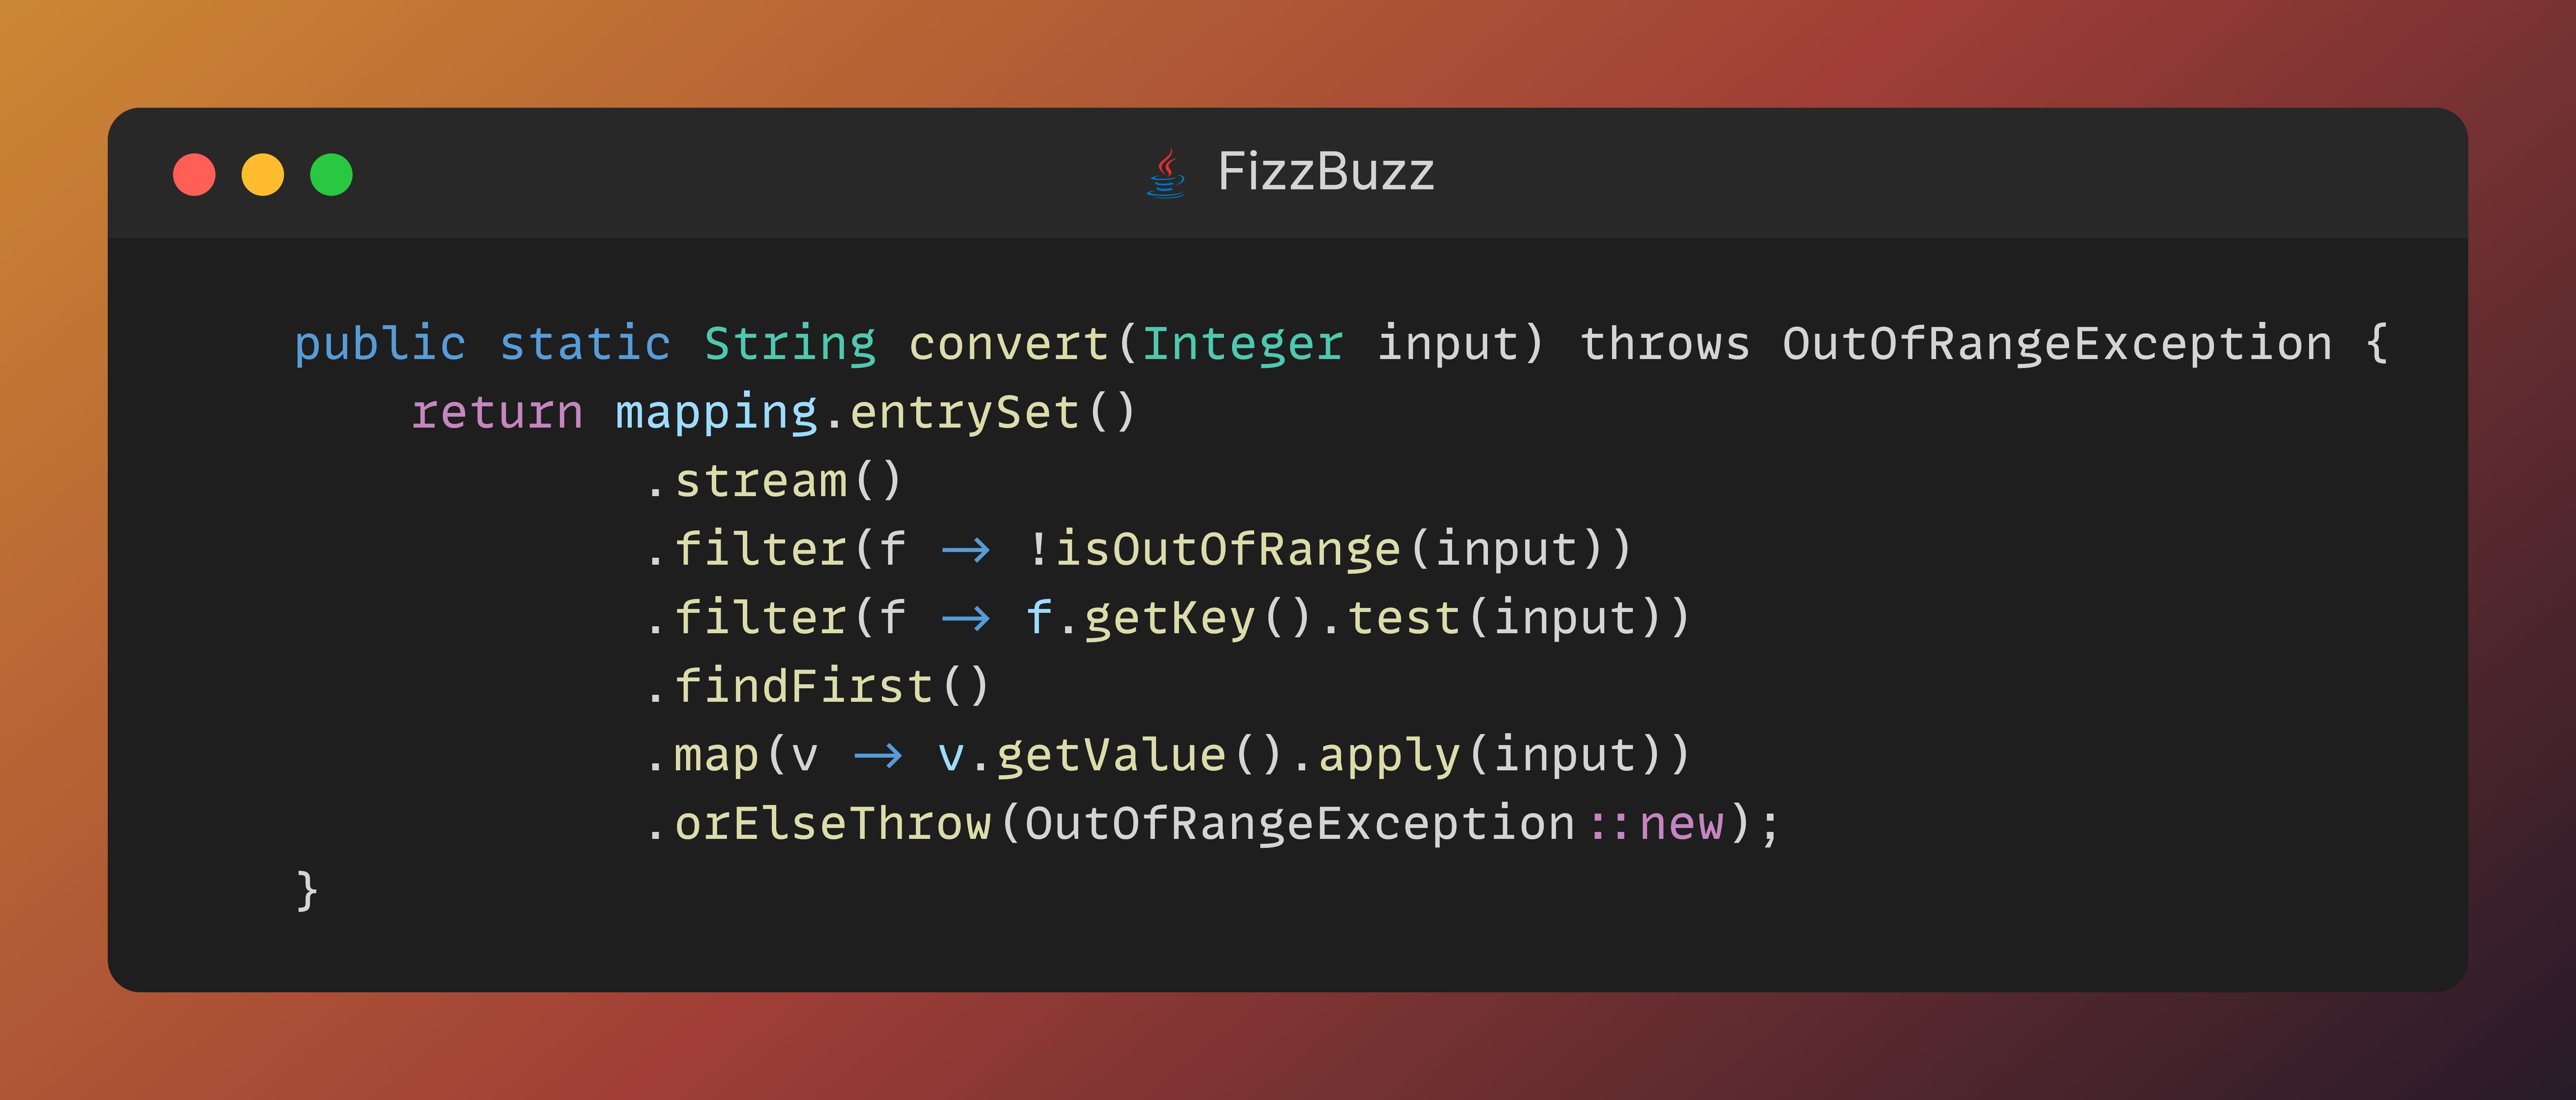 FizzBuzz
public static String convert(Integer input) throws OutOfRangeException {
    return mapping.entrySet()
            .stream()
            .filter(f -> !isOutOfRange(input))
            .filter(f -> f.getKey().test(input))
            .findFirst()
            .map(v -> v.getValue().apply(input))
            .orElseThrow(OutOfRangeException::new);
}